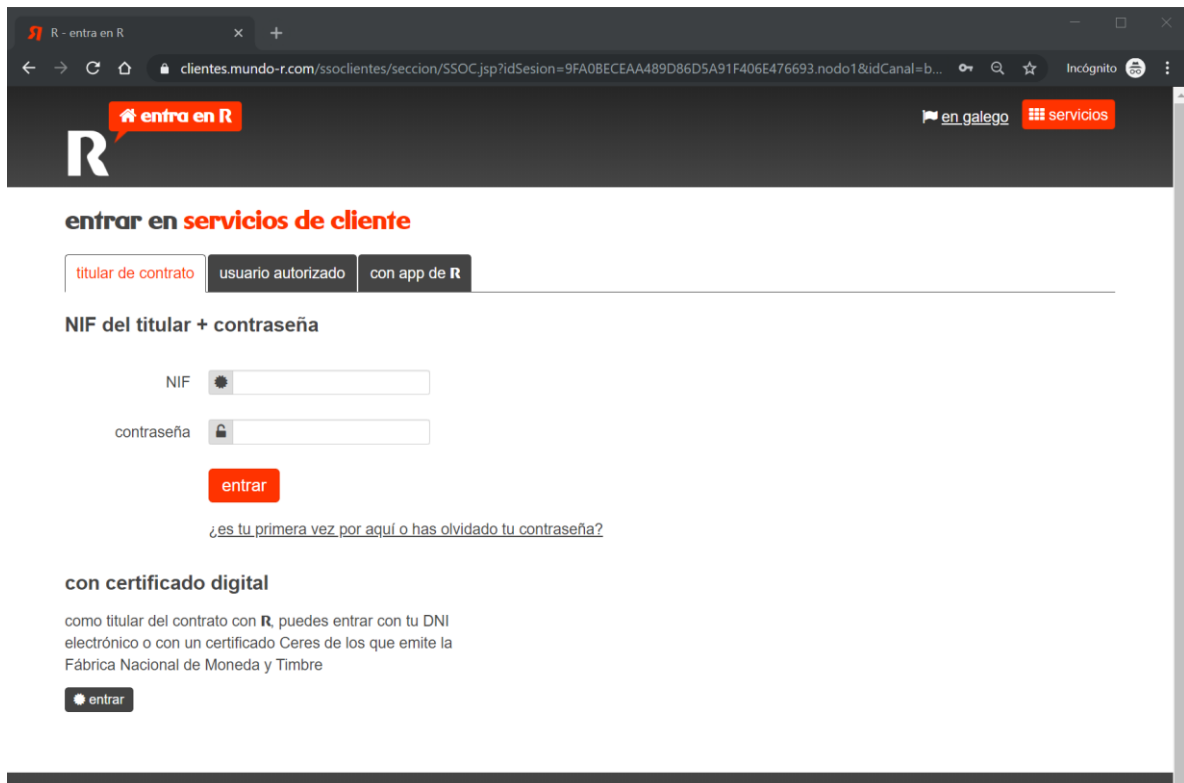 R - entra en R
clientes.mundo-r.com/ssoclientes/seccion/SSOC.jsp?idSesion=9FA0BECEAA489D86D5A91F406E476693.nodo1&idCanal=b...
Incógnito
entra en R
R
en galego
servicios
entrar en servicios de cliente
titular de contrato
usuario autorizado
con app de R
NIF del titular + contraseña
NIF
contraseña
entrar
¿es tu primera vez por aquí o has olvidado tu contraseña?
con certificado digital
como titular del contrato con R, puedes entrar con tu DNI
electrónico o con un certificado Ceres de los que emite la
Fábrica Nacional de Moneda y Timbre
entrar